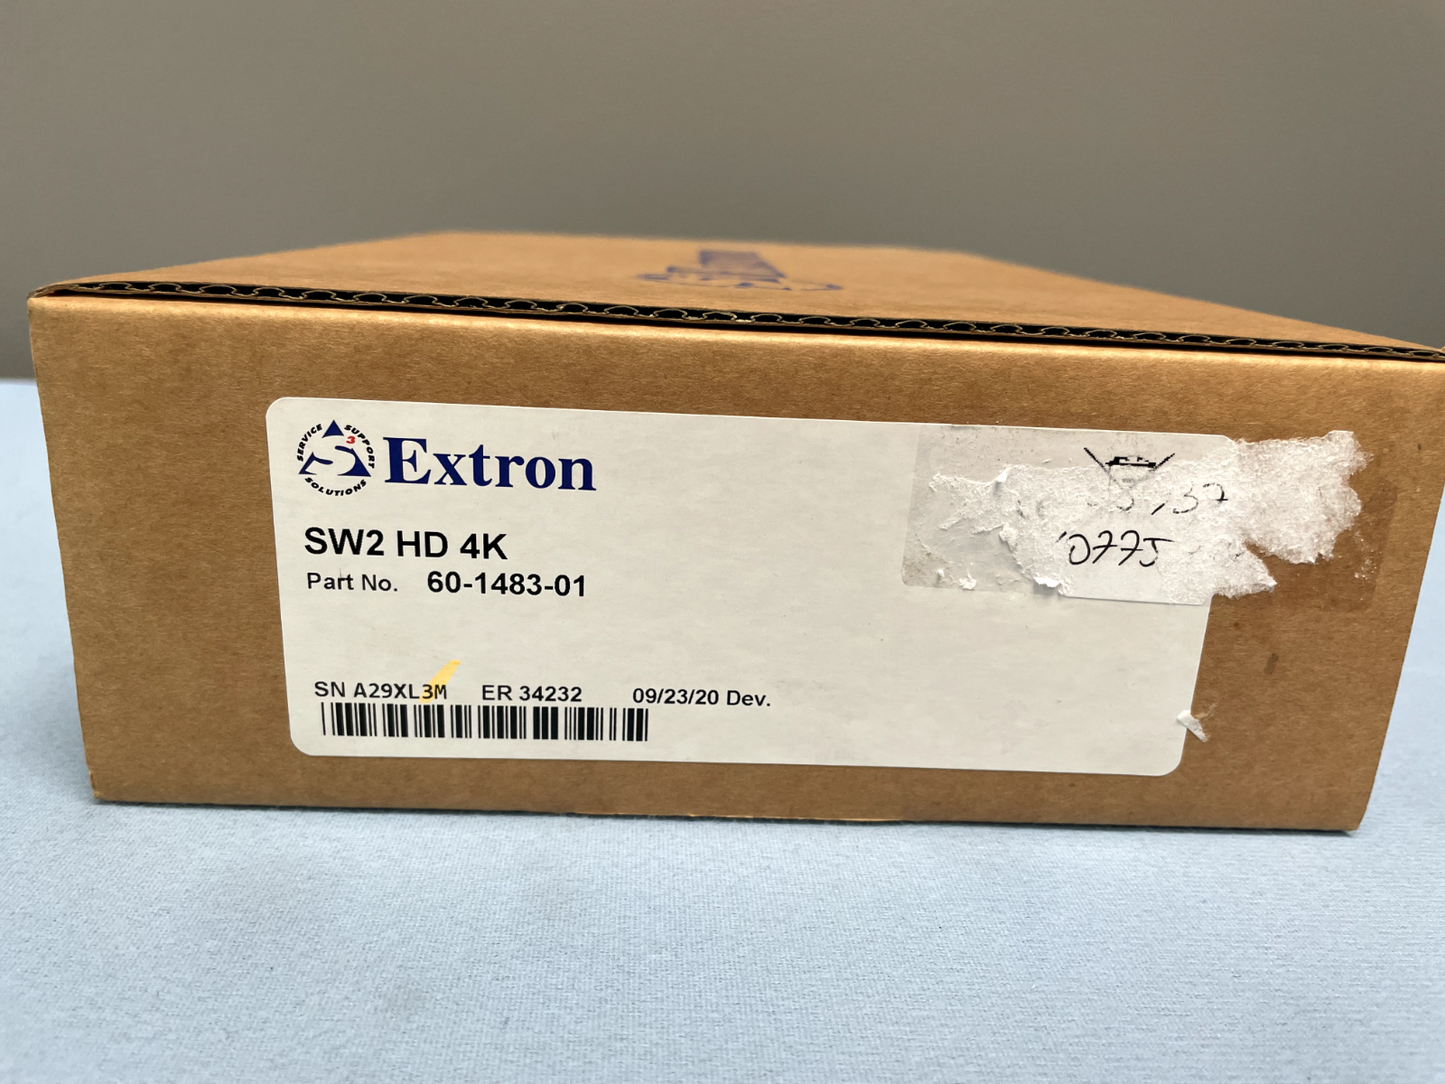 SERVICE SUPPORT SOLUTIONS
S3
Extron
SW2 HD 4K
Part No. 60-1483-01
0775
SN A29XL3M ER 34232 09/23/20 Dev.